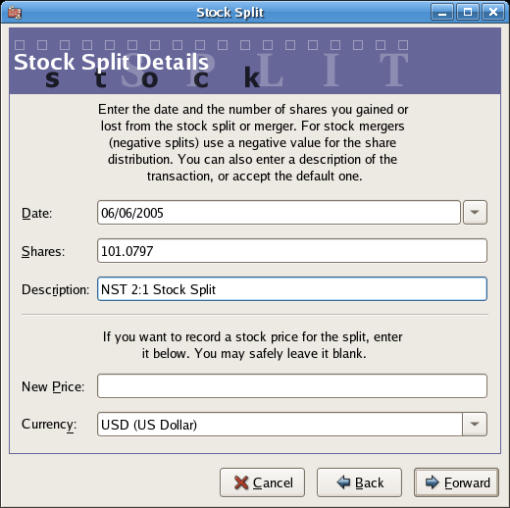 Stock Split
Stock Split Details
S P L I T
s t o c k
Enter the date and the number of shares you gained or
lost from the stock split or merger. For stock mergers
(negative splits) use a negative value for the share
distribution. You can also enter a description of the
transaction, or accept the default one.
Date: 06/06/2005
Shares: 101.0797
Description: NST 2:1 Stock Split
If you want to record a stock price for the split, enter
it below. You may safely leave it blank.
New Price:
Currency: USD (US Dollar)
Cancel Back Forward